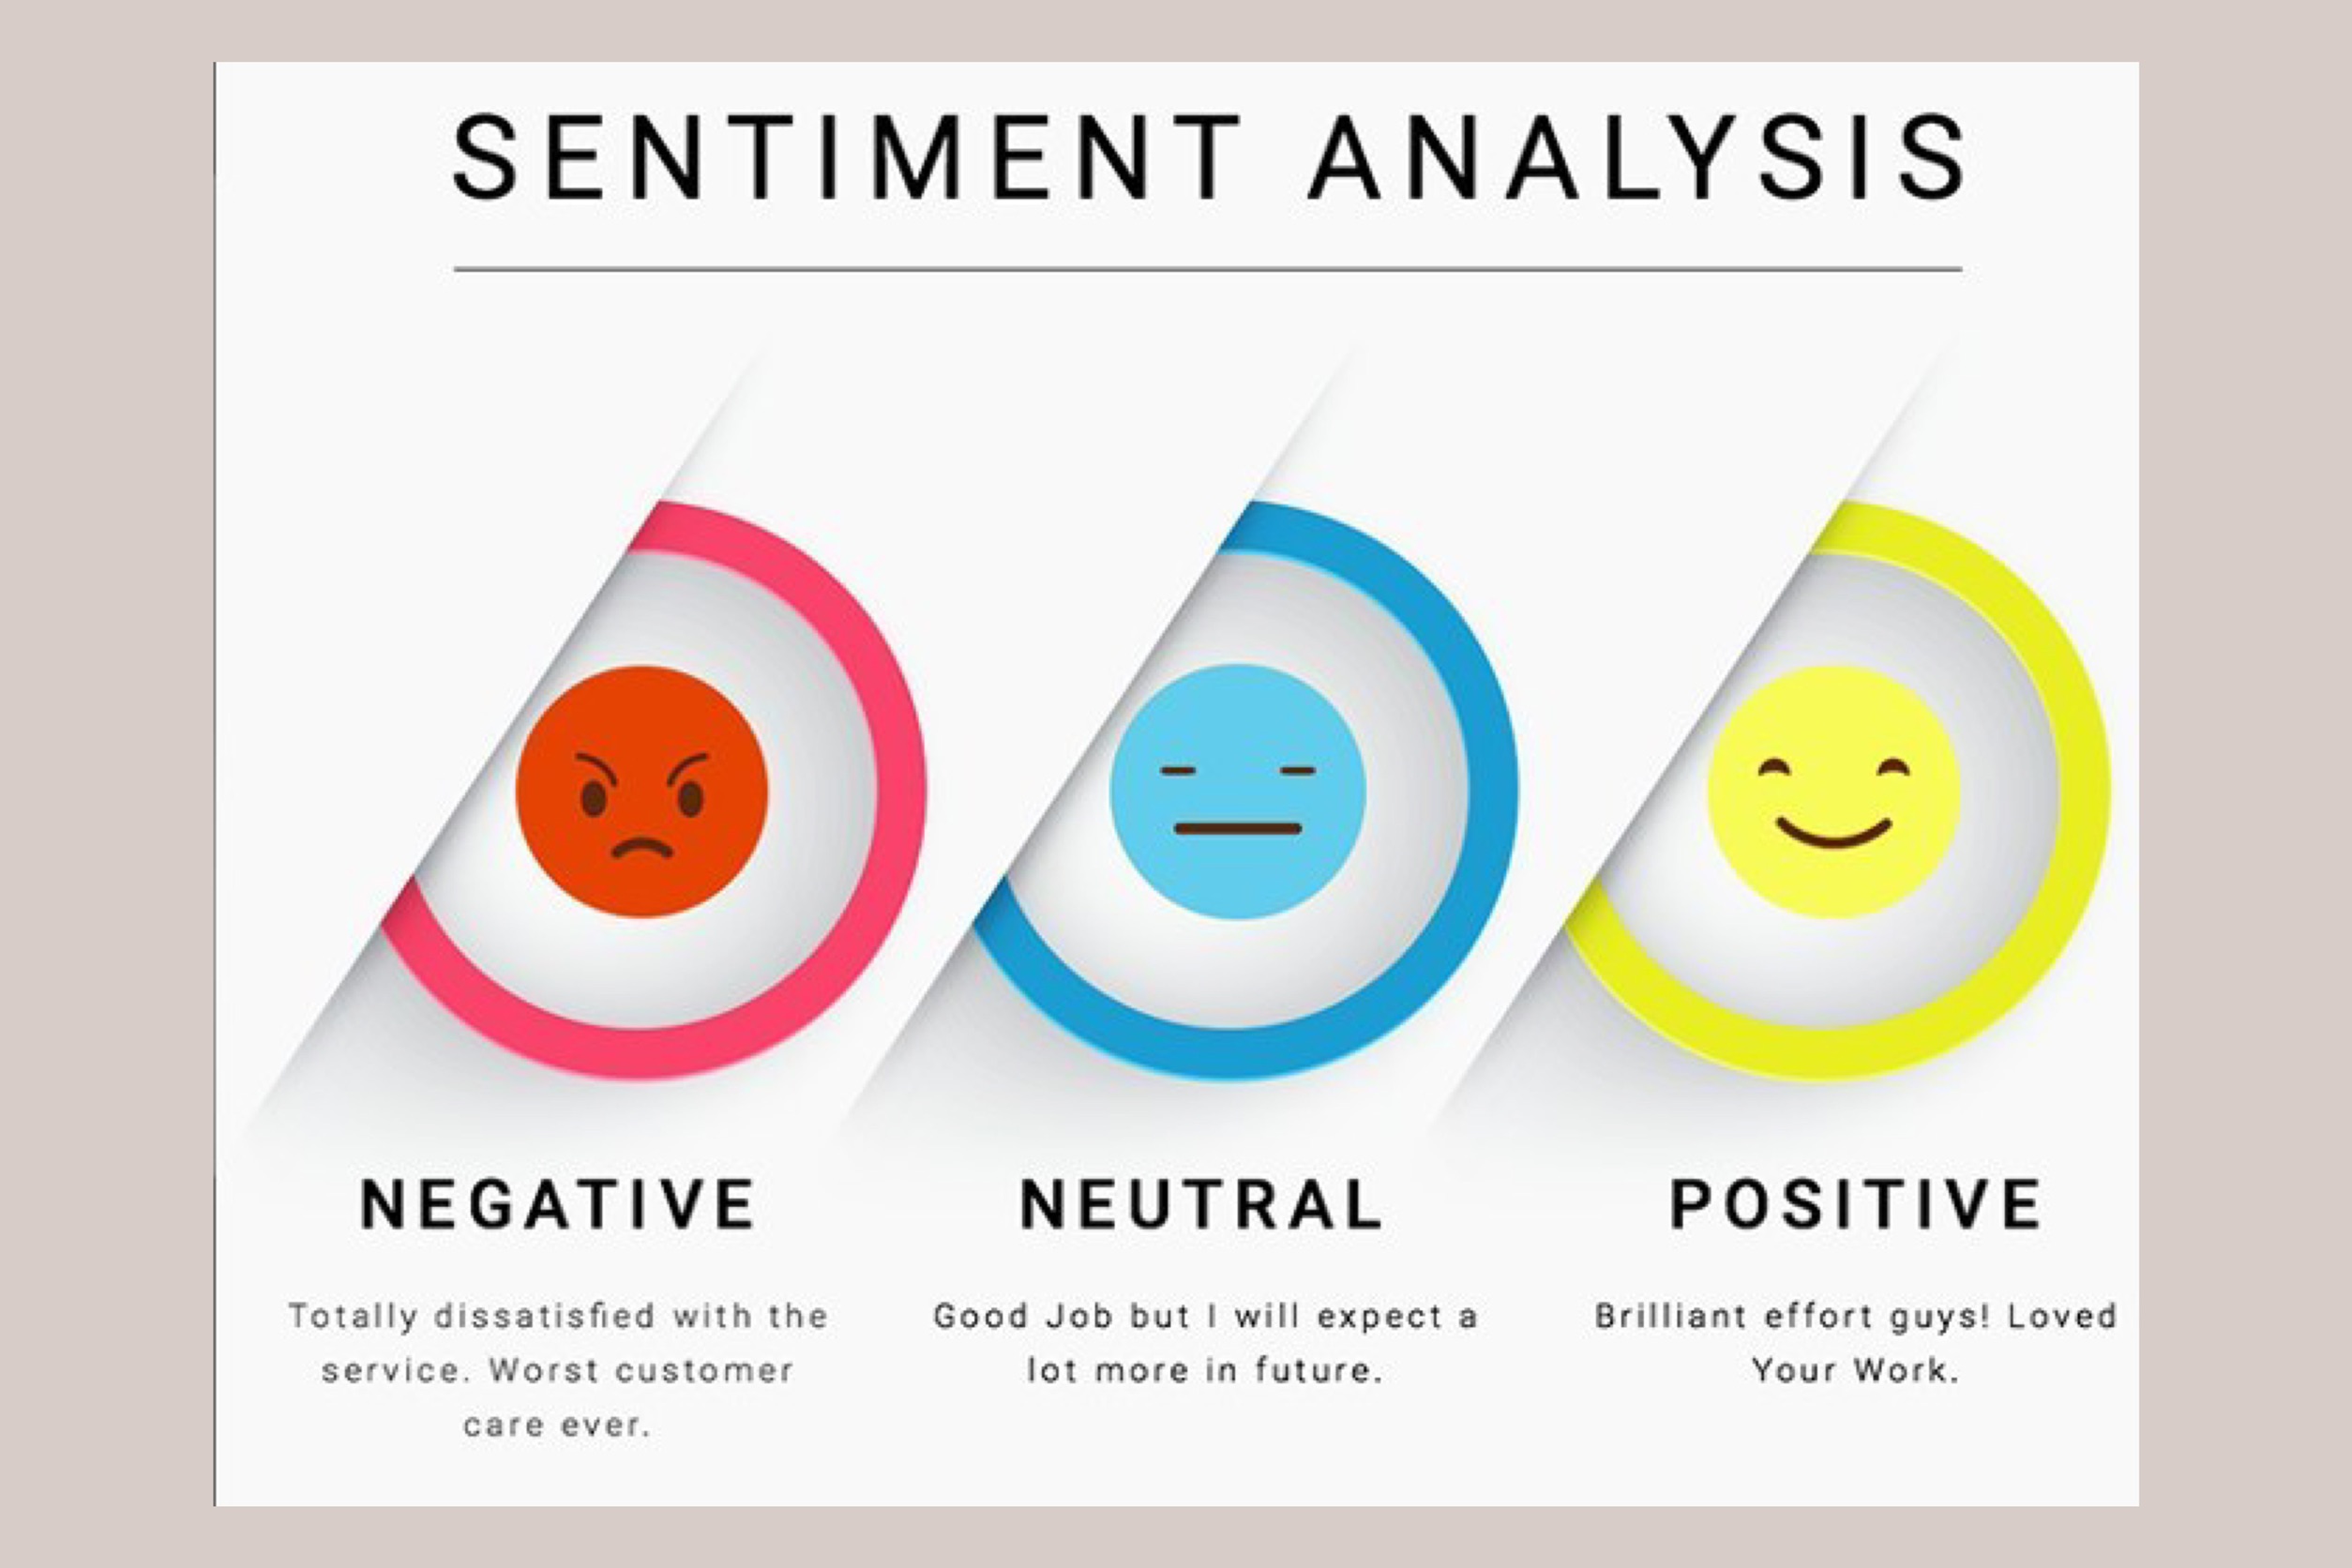 SENTIMENT ANALYSIS
NEGATIVE
Totally dissatisfied with the
service. Worst customer
care ever.
NEUTRAL
Good Job but I will expect a
lot more in future.
POSITIVE
Brilliant effort guys! Loved
Your Work.